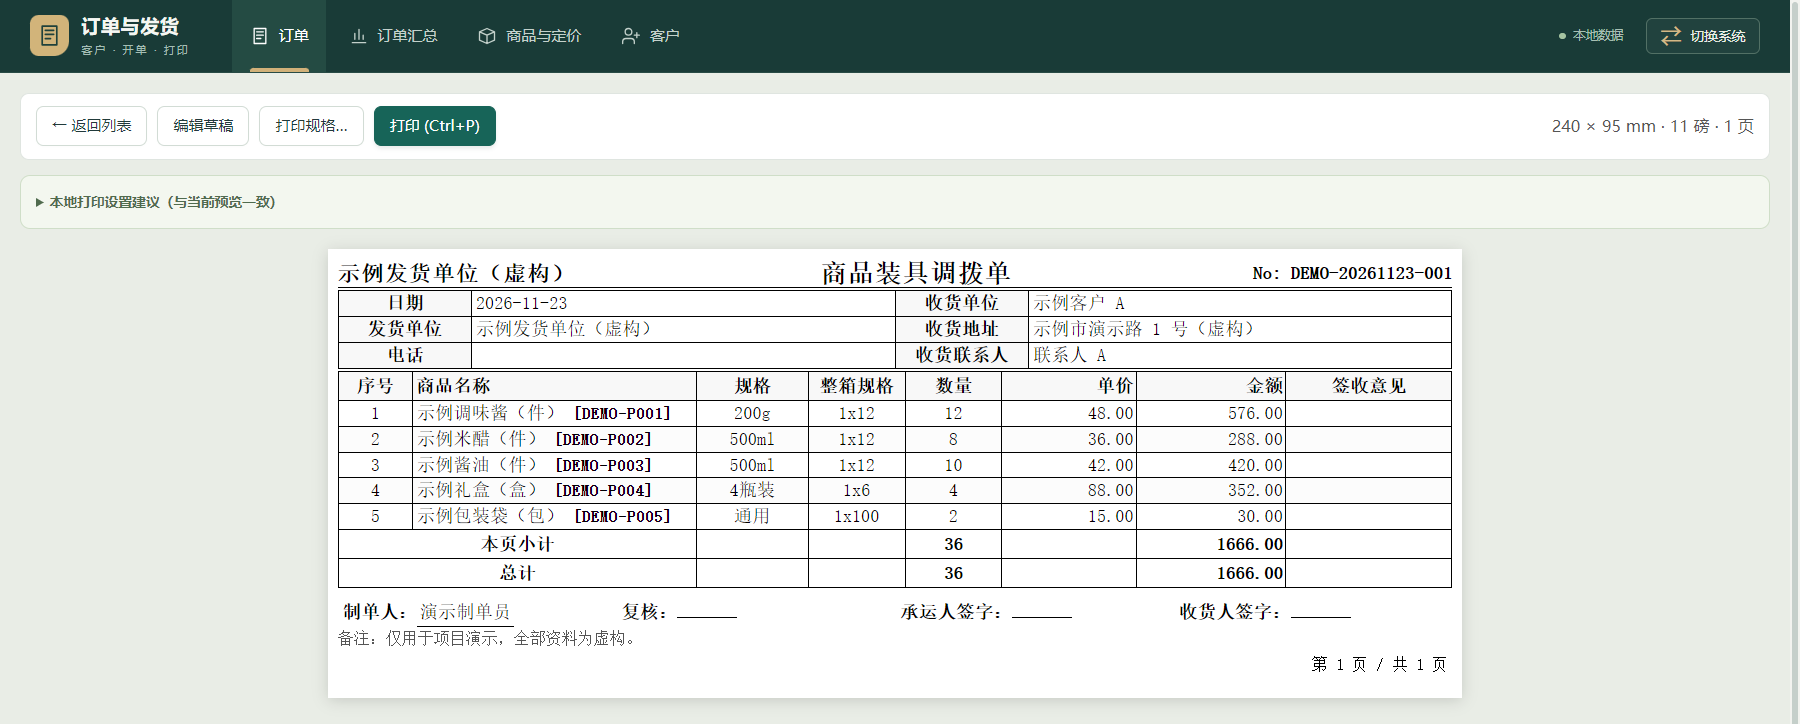 订单与发货
客户 · 开单 · 打印
订单
订单汇总
商品与定价
客户
本地数据
切换系统
← 返回列表
编辑草稿
打印规格...
打印 (Ctrl+P)
240 × 95 mm · 11 磅 · 1 页
▶ 本地打印设置建议（与当前预览一致）
示例发货单位（虚构） 商品装具调拨单 No: DEMO-20261123-001
日期 2026-11-23 收货单位 示例客户 A
发货单位 示例发货单位（虚构） 收货地址 示例市演示路 1 号（虚构）
电话 收货联系人 联系人 A
序号 商品名称 规格 整箱规格 数量 单价 金额 签收意见
1 示例调味酱（件） [DEMO-P001] 200g 1x12 12 48.00 576.00
2 示例米醋（件） [DEMO-P002] 500ml 1x12 8 36.00 288.00
3 示例酱油（件） [DEMO-P003] 500ml 1x12 10 42.00 420.00
4 示例礼盒（盒） [DEMO-P004] 4瓶装 1x6 4 88.00 352.00
5 示例包装袋（包） [DEMO-P005] 通用 1x100 2 15.00 30.00
本页小计 36 1666.00
总计 36 1666.00
制单人： 演示制单员 复核： 承运人签字： 收货人签字：
备注：仅用于项目演示，全部资料为虚构。
第 1 页 / 共 1 页